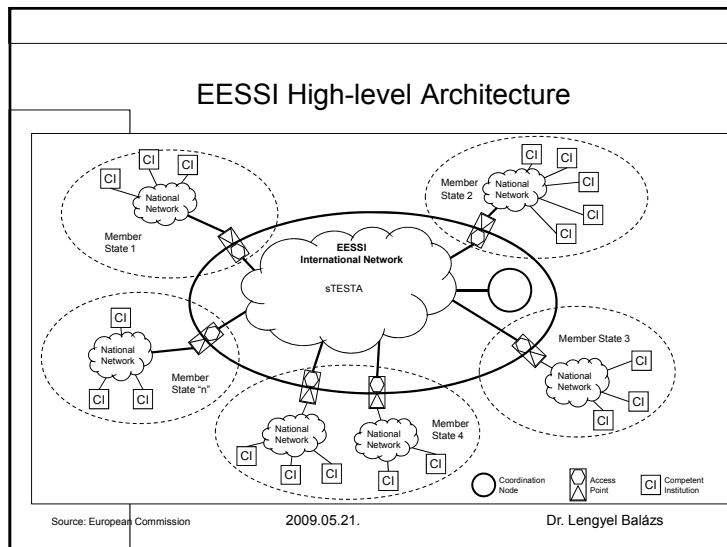 EESSI High-level Architecture
CI
CI
CI
National
Network
Member
State 1
Member
State 2
National
Network
CI
CI
CI
CI
CI
EESSI
International Network
sTESTA
CI
National
Network
CI
CI
Member
State "n"
Member State 3
National
Network
CI
CI
CI
National
Network
CI
CI
CI
National
Network
CI
CI
Member
State 4
Coordination
Node
Access
Point
CI
Competent
Institution
Source: European Commission
2009.05.21.
Dr. Lengyel Balázs